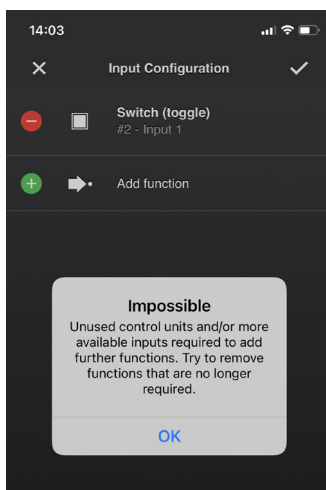 14:03
Input Configuration
Switch (toggle)
#2 - Input 1
Add function
Impossible
Unused control units and/or more
available inputs required to add
further functions. Try to remove
functions that are no longer
required.
OK